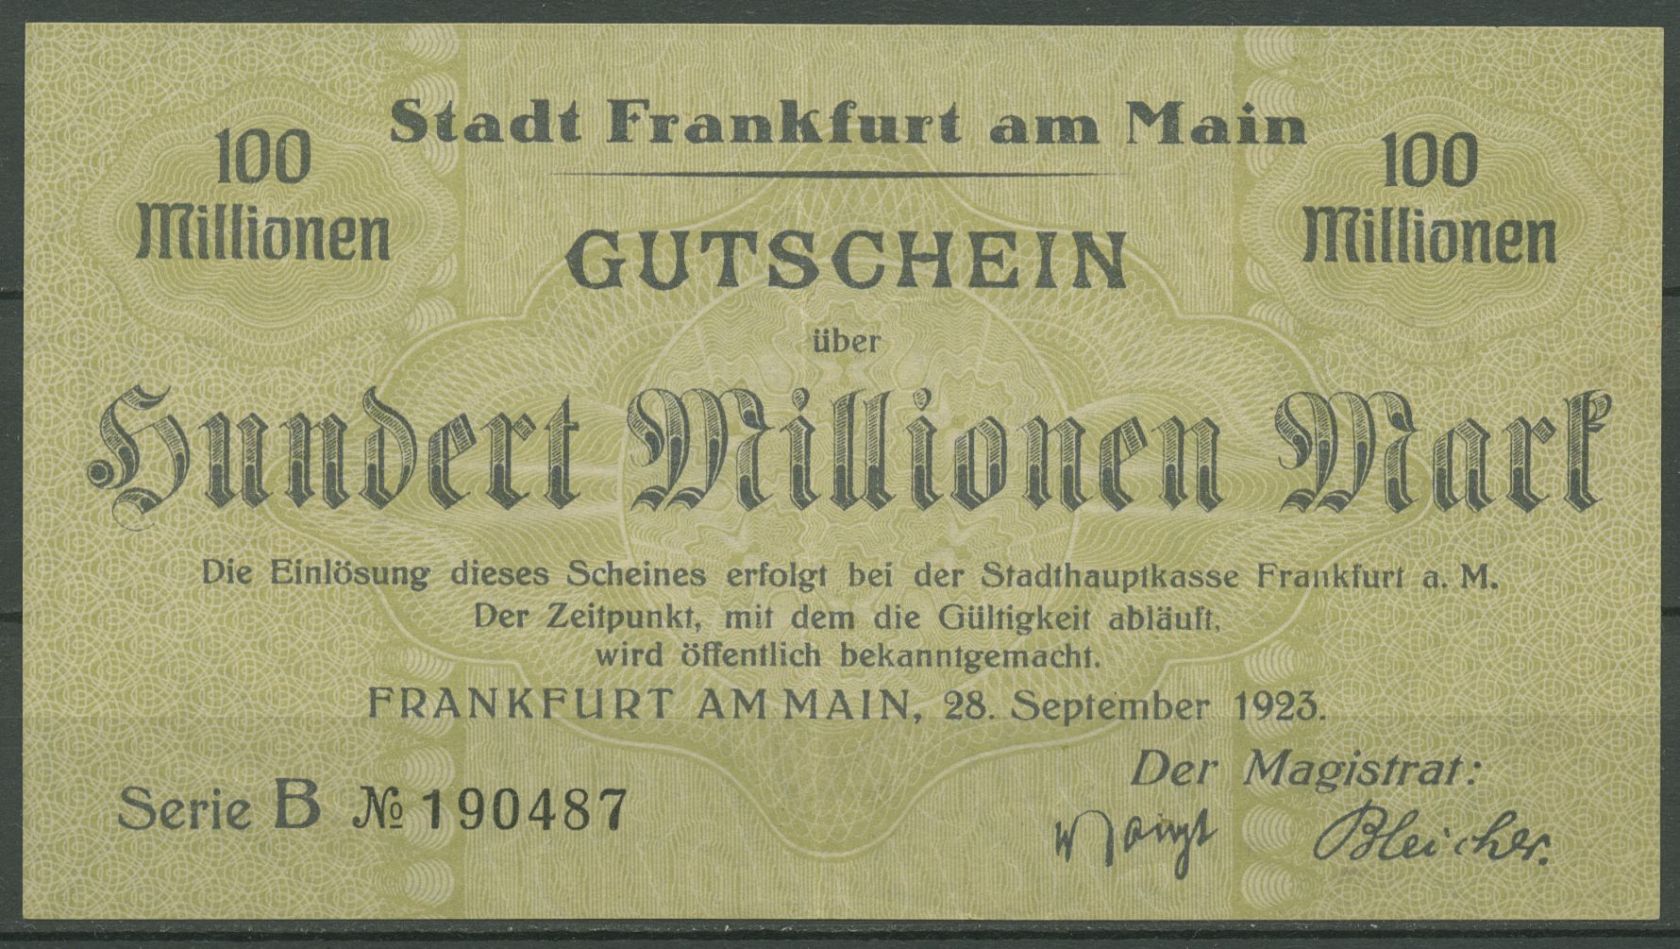 Stadt Frankfurt am Main
100
Millionen
100
Millionen
GUTSCHEIN
über
Hundert Millionen Mark
Die Einlösung dieses Scheines erfolgt bei der Stadthauptkasse Frankfurt a. M.
Der Zeitpunkt, mit dem die Gültigkeit abläuft,
wird öffentlich bekanntgemacht.
FRANKFURT AM MAIN, 28. September 1923.
Der Magistrat:
Serie B № 190487
Voigt Bleicher.